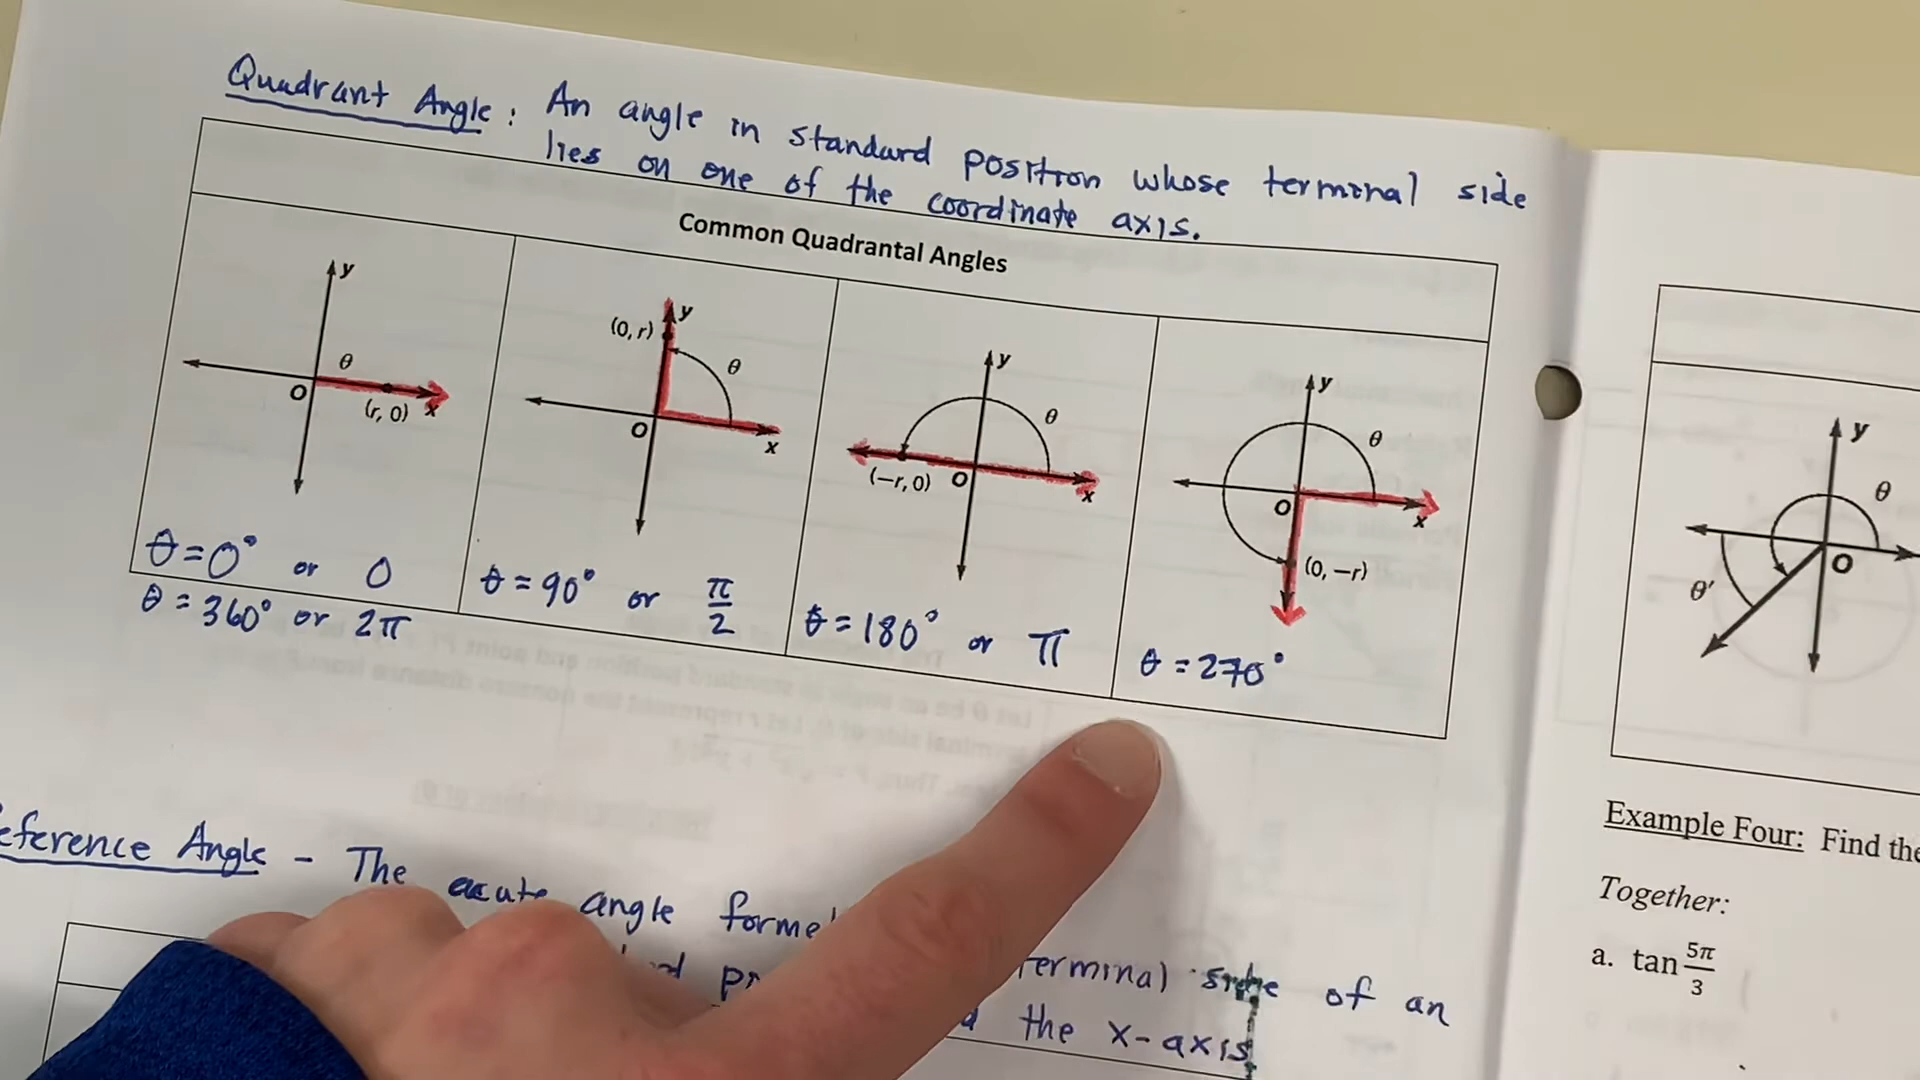 Quadrant Angle: An angle in standard position whose terminal side
lies on one of the coordinate axis.
Common Quadrantal Angles
y
θ
O
(r, 0)
x
θ = 0° or 0
θ = 360° or 2π
(0, r)
y
θ
O
x
θ = 90° or π/2
y
θ
(−r, 0)
O
x
θ = 180° or π
y
θ
O
x
(0, −r)
θ = 270°
eference Angle - The acute angle forme
terminal side of an
the x-axis
y
θ
O
θ'
Example Four: Find the
Together:
a. tan 5π/3